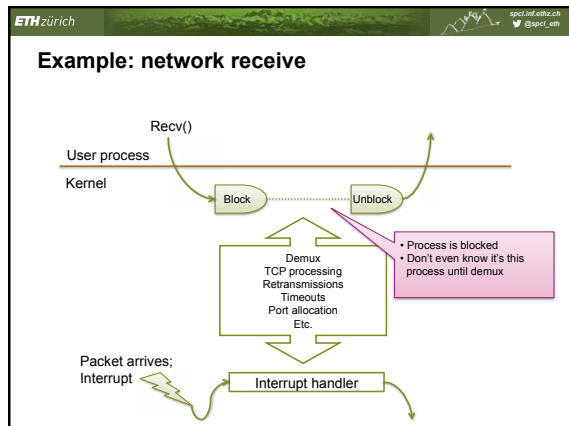 ETH zürich
spcl.inf.ethz.ch
@spcl_eth
Example: network receive
Recv()
User process
Kernel
Block
Unblock
• Process is blocked
• Don't even know it's this
process until demux
Demux
TCP processing
Retransmissions
Timeouts
Port allocation
Etc.
Packet arrives;
Interrupt
Interrupt handler